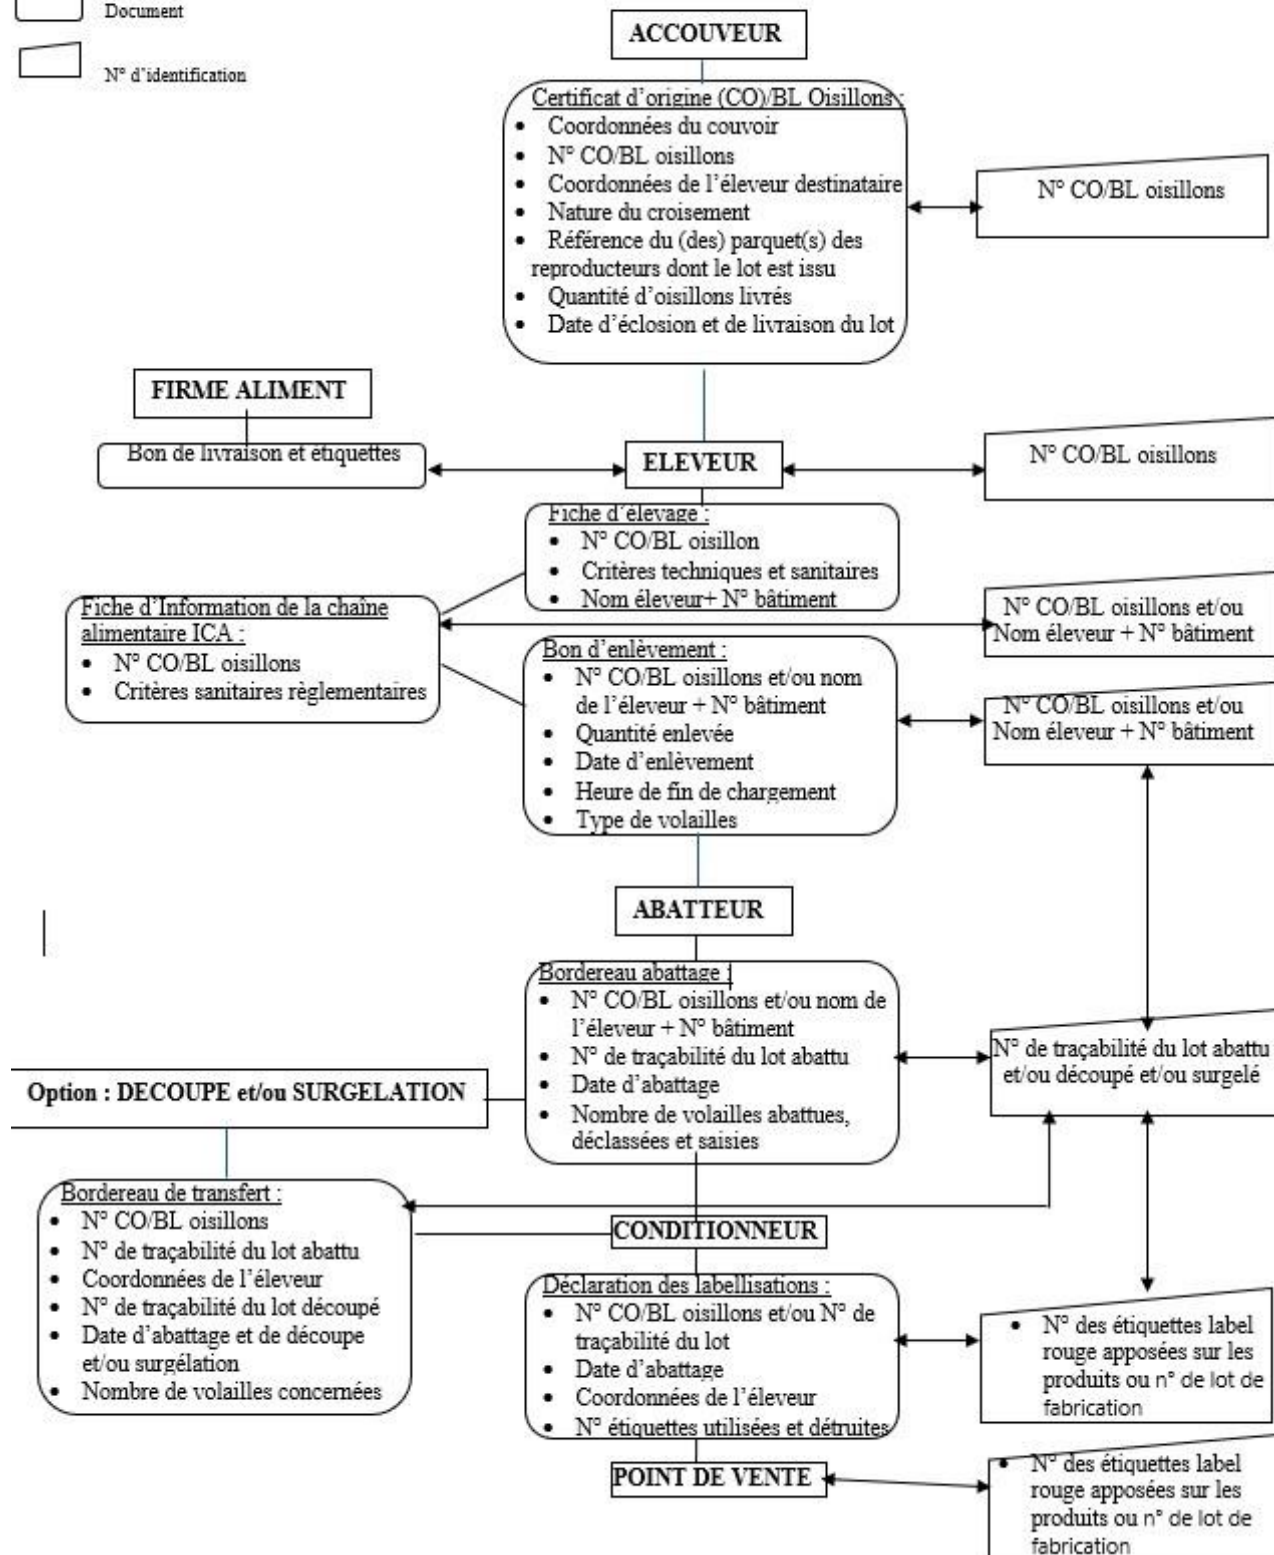 Document
N° d'identification
ACCOUVEUR
Certificat d'origine (CO)/BL Oisillons :
• Coordonnées du couvoir
• N° CO/BL oisillons
• Coordonnées de l'éleveur destinataire
• Nature du croisement
• Référence du (des) parquet(s) des
reproducteurs dont le lot est issu
• Quantité d'oisillons livrés
• Date d'éclosion et de livraison du lot
N° CO/BL oisillons
FIRME ALIMENT
Bon de livraison et étiquettes
ELEVEUR
N° CO/BL oisillons
Fiche d'élevage :
• N° CO/BL oisillon
• Critères techniques et sanitaires
• Nom éleveur+ N° bâtiment
Fiche d'Information de la chaîne
alimentaire ICA :
• N° CO/BL oisillons
• Critères sanitaires règlementaires
N° CO/BL oisillons et/ou
Nom éleveur + N° bâtiment
Bon d'enlèvement :
• N° CO/BL oisillons et/ou nom
de l'éleveur + N° bâtiment
• Quantité enlevée
• Date d'enlèvement
• Heure de fin de chargement
• Type de volailles
N° CO/BL oisillons et/ou
Nom éleveur + N° bâtiment
ABATTEUR
Bordereau abattage :
• N° CO/BL oisillons et/ou nom de
l'éleveur + N° bâtiment
• N° de traçabilité du lot abattu
• Date d'abattage
• Nombre de volailles abattues,
déclassées et saisies
N° de traçabilité du lot abattu
et/ou découpé et/ou surgelé
Option : DECOUPE et/ou SURGELATION
Bordereau de transfert :
• N° CO/BL oisillons
• N° de traçabilité du lot abattu
• Coordonnées de l'éleveur
• N° de traçabilité du lot découpé
• Date d'abattage et de découpe
et/ou surgélation
• Nombre de volailles concernées
CONDITIONNEUR
Déclaration des labellisations :
• N° CO/BL oisillons et/ou N° de
traçabilité du lot
• Date d'abattage
• Coordonnées de l'éleveur
• N° étiquettes utilisées et détruites
• N° des étiquettes label
rouge apposées sur les
produits ou n° de lot de
fabrication
POINT DE VENTE
• N° des étiquettes label
rouge apposées sur les
produits ou n° de lot de
fabrication